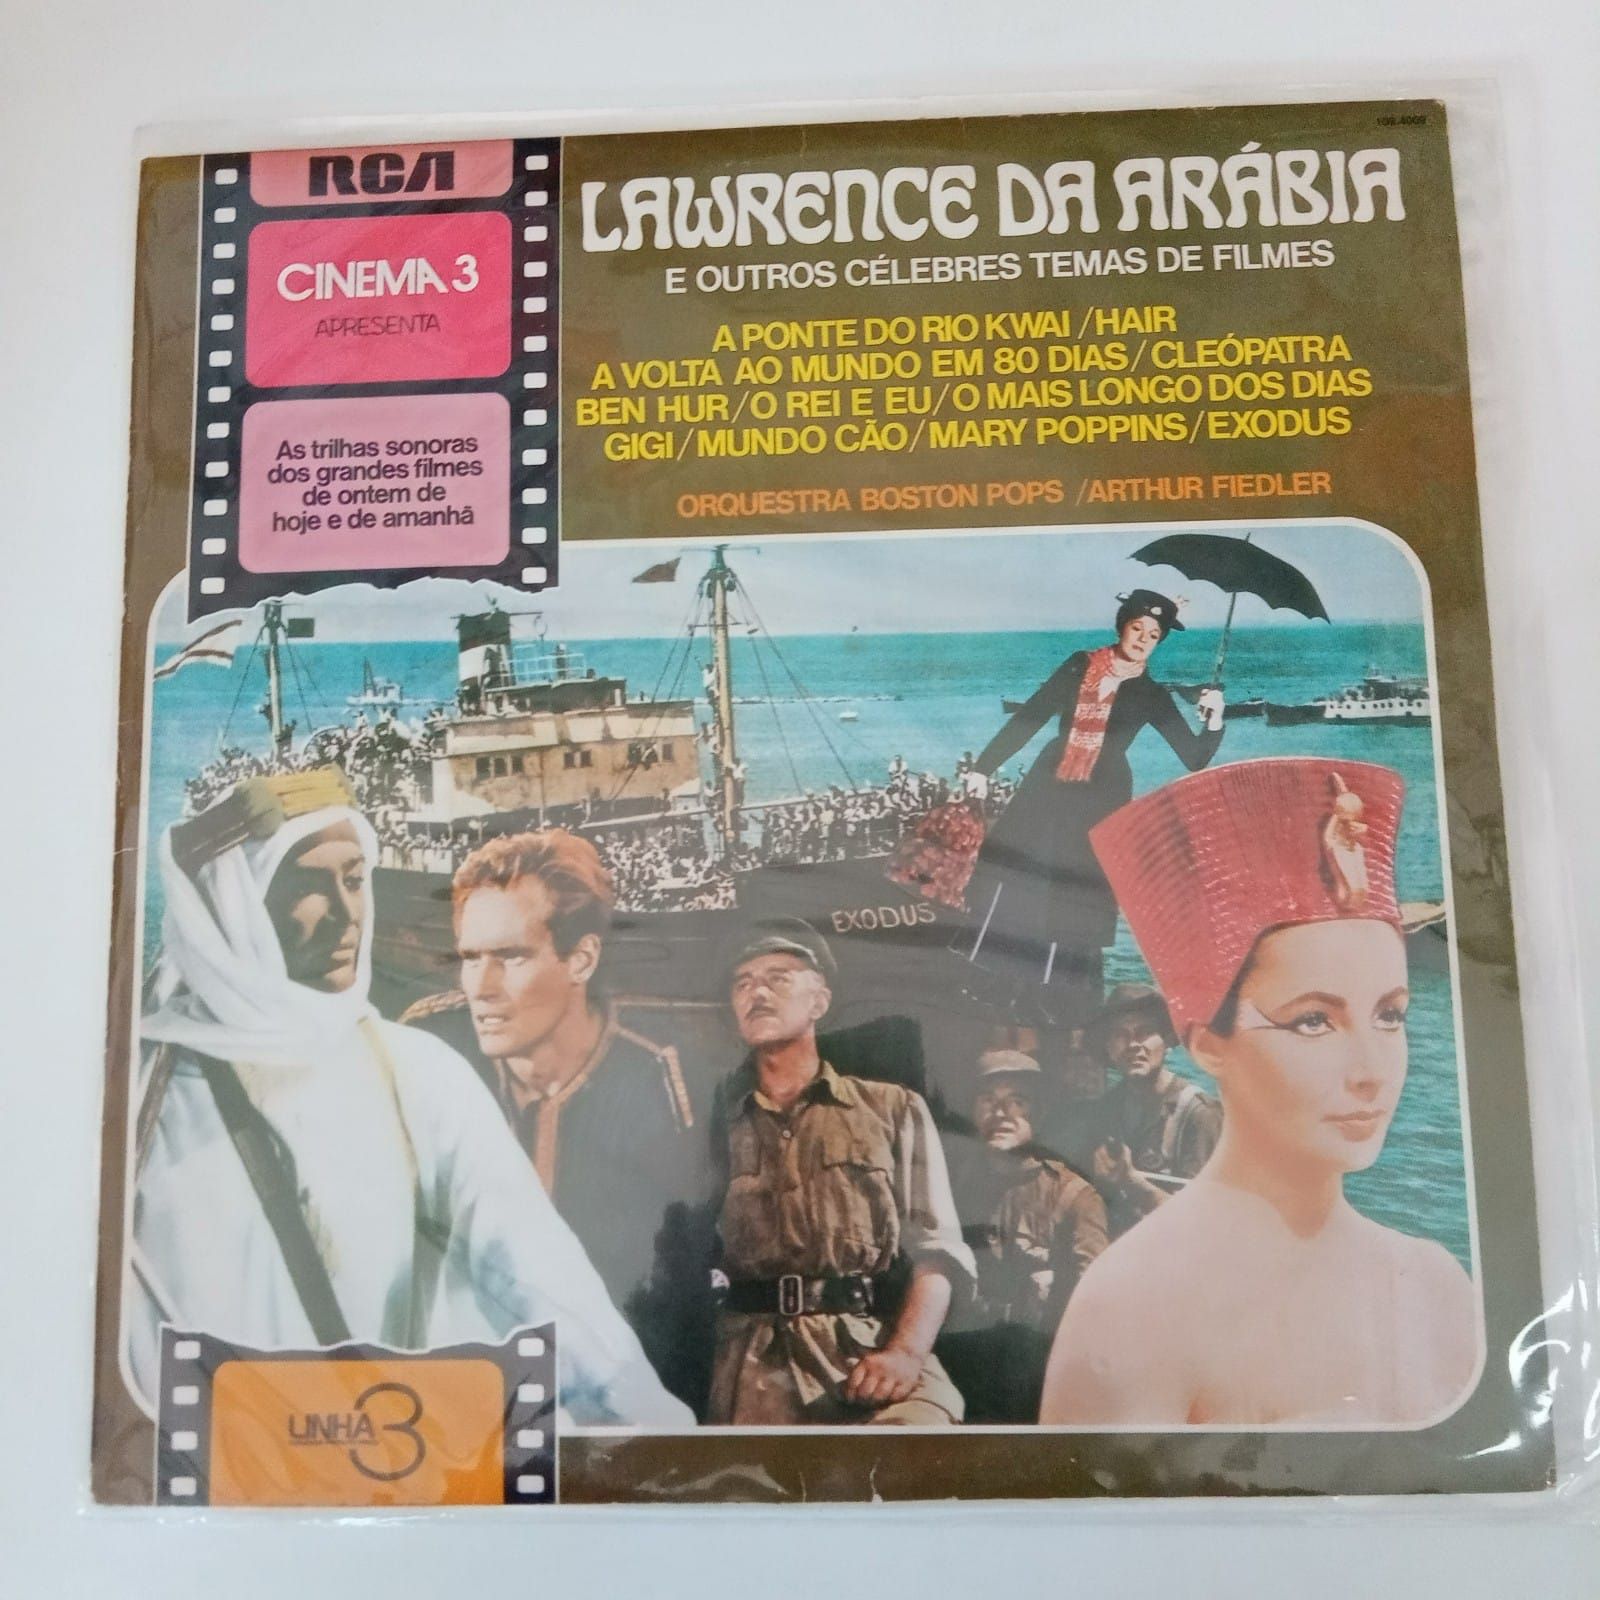 109.4009
RCA
CINEMA 3
APRESENTA
As trilhas sonoras
dos grandes filmes
de ontem de
hoje e de amanhã
LAWRENCE DA ARÁBIA
E OUTROS CÉLEBRES TEMAS DE FILMES
A PONTE DO RIO KWAI / HAIR
A VOLTA AO MUNDO EM 80 DIAS / CLEÓPATRA
BEN HUR / O REI E EU / O MAIS LONGO DOS DIAS
GIGI / MUNDO CÃO / MARY POPPINS / EXODUS
ORQUESTRA BOSTON POPS / ARTHUR FIEDLER
EXODUS
LINHA 3